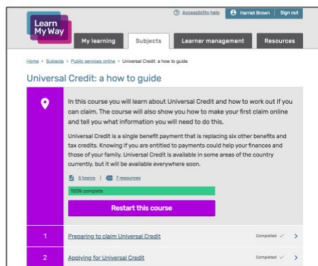 Learn
My Way
Accessibility help
Harriet Brown
Sign out
My learning
Subjects
Learner management
Resources
Home > Subjects > Public services online > Universal Credit: a how to guide
Universal Credit: a how to guide
In this course you will learn about Universal Credit and how to work out if you
can claim. The course will also show you how to make your first claim online
and tell you what information you will need to do this.
Universal Credit is a single benefit payment that is replacing six other benefits and
tax credits. Knowing if you are entitled to payments could help your finances and
those of your family. Universal Credit is available in some areas of the country
currently, but it will be available everywhere soon.
5 topics | 7 resources
100% complete
Restart this course
1 Preparing to claim Universal Credit Completed ✓ >
2 Applying for Universal Credit Completed ✓ >